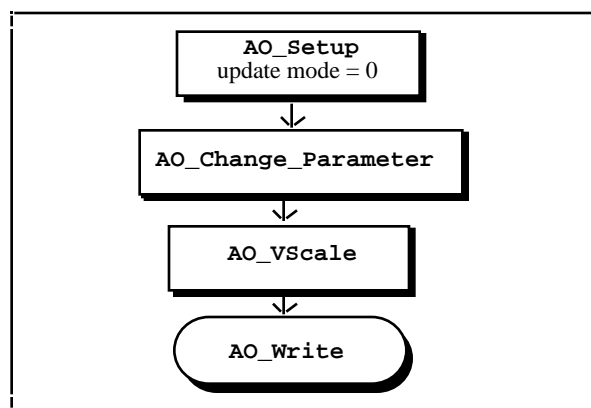 AO_Setup
update mode = 0
AO_Change_Parameter
AO_VScale
AO_Write